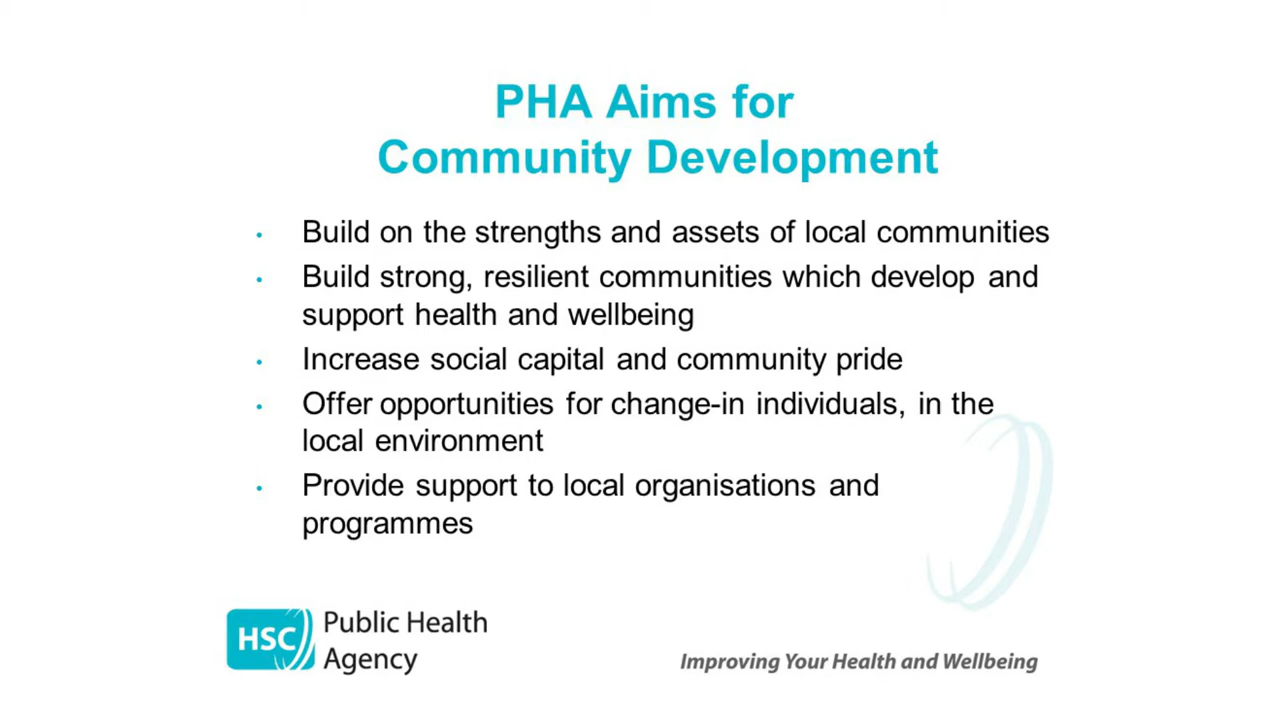 PHA Aims for
Community Development
• Build on the strengths and assets of local communities
• Build strong, resilient communities which develop and
support health and wellbeing
• Increase social capital and community pride
• Offer opportunities for change-in individuals, in the
local environment
• Provide support to local organisations and
programmes
HSC
Public Health
Agency
Improving Your Health and Wellbeing